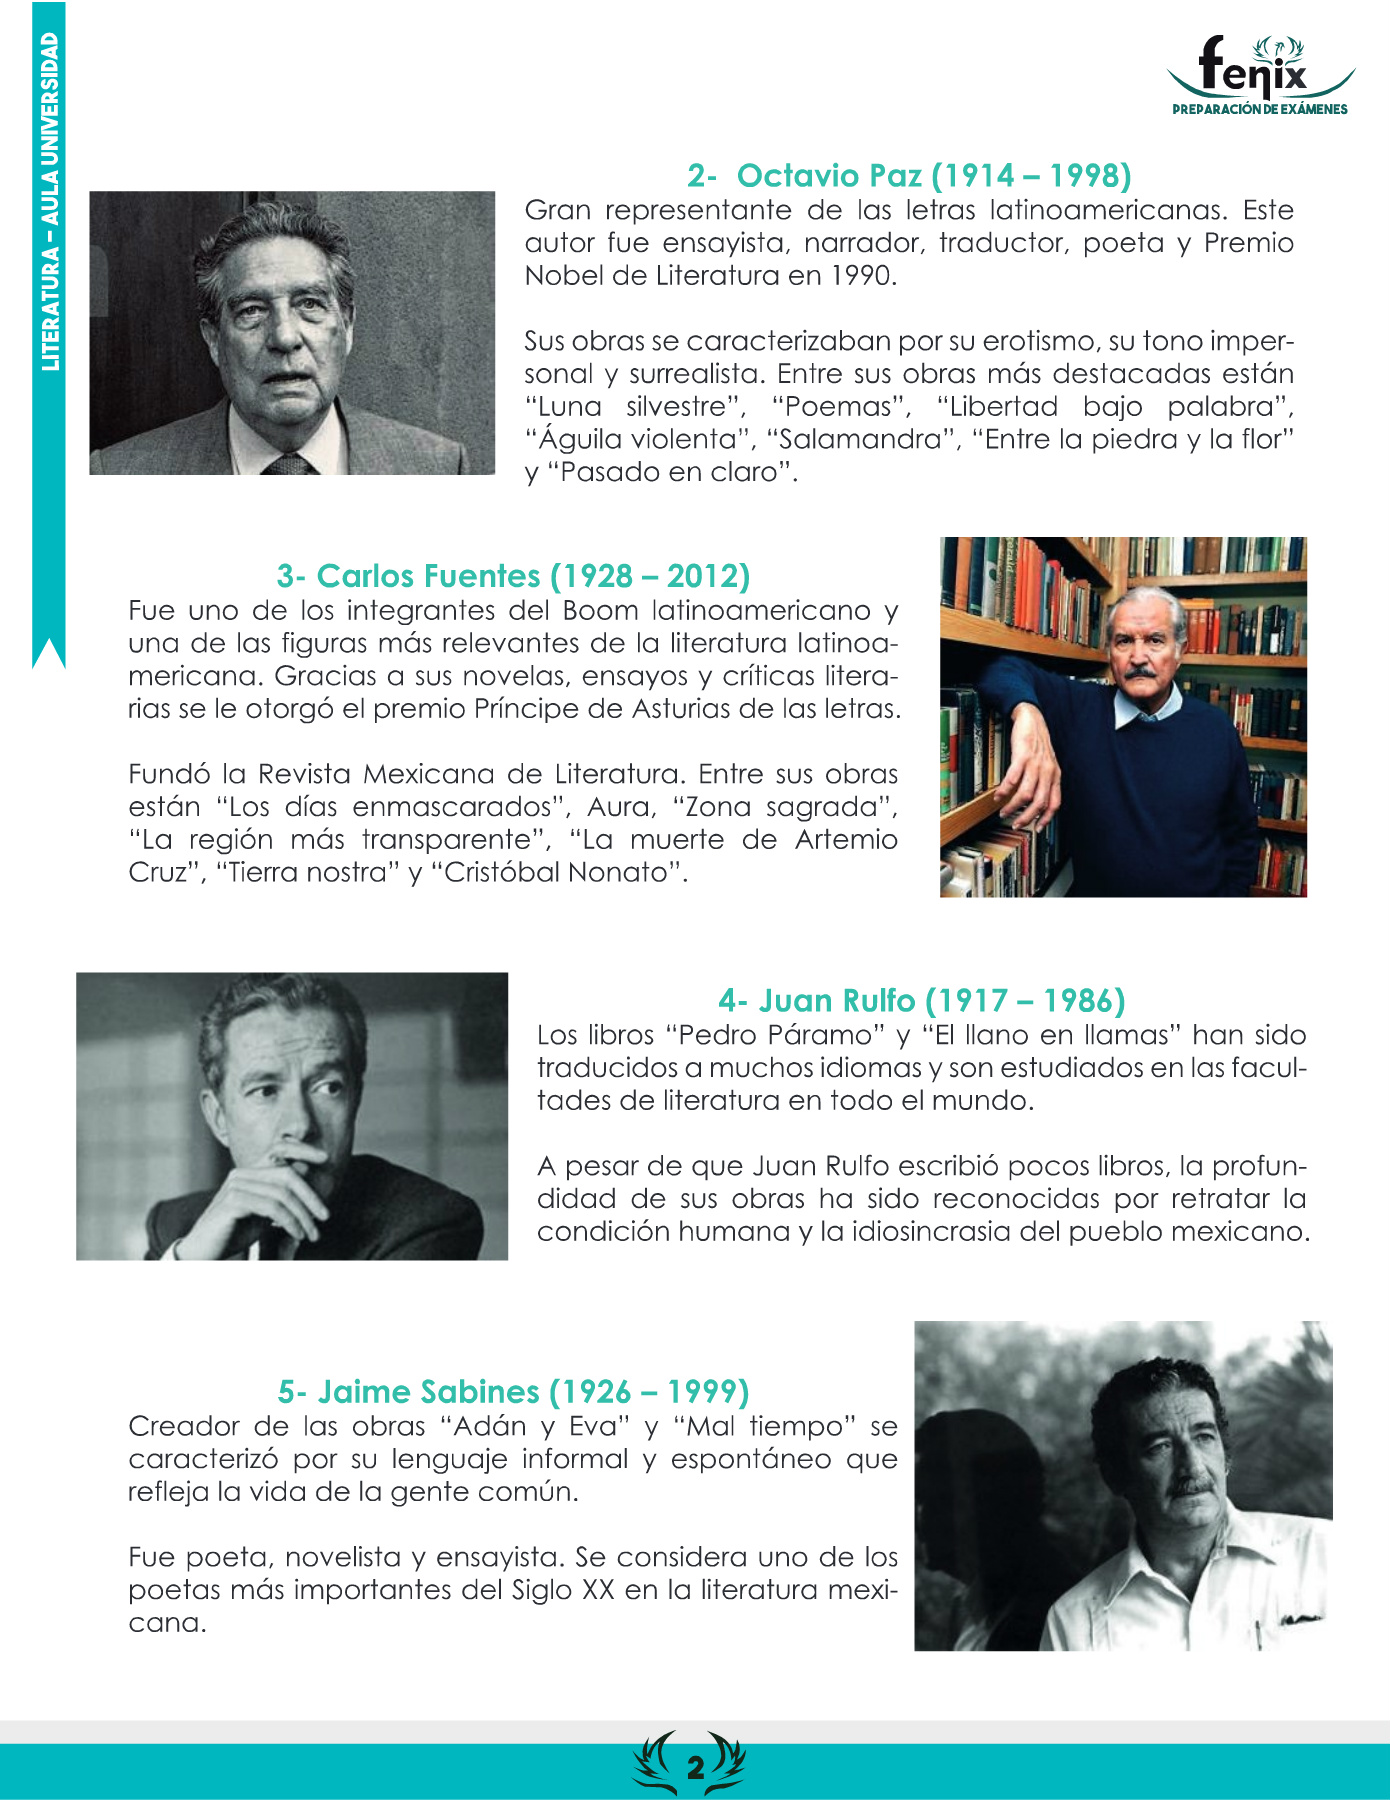 LITERATURA – AULA UNIVERSIDAD
fenix
PREPARACIÓN DE EXÁMENES
2- Octavio Paz (1914 – 1998)
Gran representante de las letras latinoamericanas. Este
autor fue ensayista, narrador, traductor, poeta y Premio
Nobel de Literatura en 1990.
Sus obras se caracterizaban por su erotismo, su tono imper-
sonal y surrealista. Entre sus obras más destacadas están
“Luna silvestre”, “Poemas”, “Libertad bajo palabra”,
“Águila violenta”, “Salamandra”, “Entre la piedra y la flor”
y “Pasado en claro”.
3- Carlos Fuentes (1928 – 2012)
Fue uno de los integrantes del Boom latinoamericano y
una de las figuras más relevantes de la literatura latinoa-
mericana. Gracias a sus novelas, ensayos y críticas litera-
rias se le otorgó el premio Príncipe de Asturias de las letras.
Fundó la Revista Mexicana de Literatura. Entre sus obras
están “Los días enmascarados”, Aura, “Zona sagrada”,
“La región más transparente”, “La muerte de Artemio
Cruz”, “Tierra nostra” y “Cristóbal Nonato”.
4- Juan Rulfo (1917 – 1986)
Los libros “Pedro Páramo” y “El llano en llamas” han sido
traducidos a muchos idiomas y son estudiados en las facul-
tades de literatura en todo el mundo.
A pesar de que Juan Rulfo escribió pocos libros, la profun-
didad de sus obras ha sido reconocidas por retratar la
condición humana y la idiosincrasia del pueblo mexicano.
5- Jaime Sabines (1926 – 1999)
Creador de las obras “Adán y Eva” y “Mal tiempo” se
caracterizó por su lenguaje informal y espontáneo que
refleja la vida de la gente común.
Fue poeta, novelista y ensayista. Se considera uno de los
poetas más importantes del Siglo XX en la literatura mexi-
cana.
2